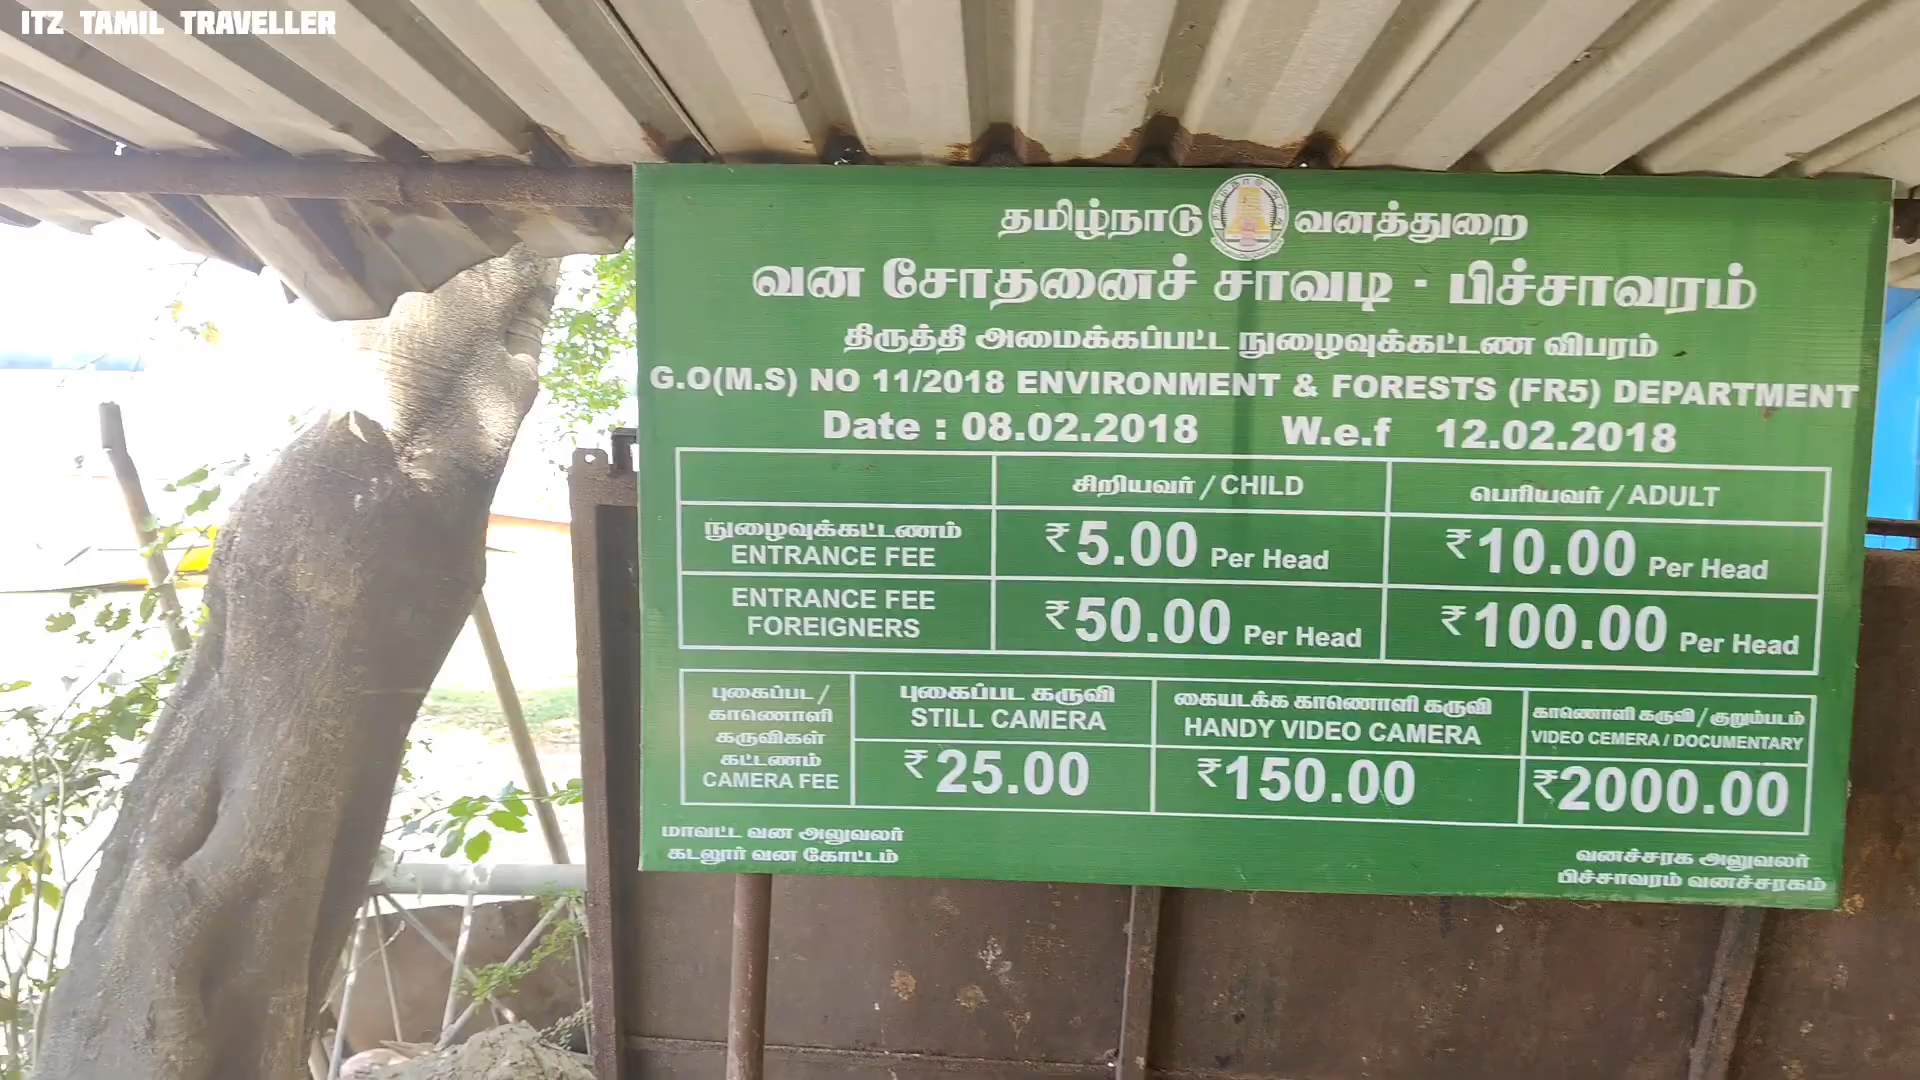 ITZ TAMIL TRAVELLER
தமிழ்நாடு வனத்துறை
வன சோதனைச் சாவடி - பிச்சாவரம்
திருத்தி அமைக்கப்பட்ட நுழைவுக்கட்டண விபரம்
G.O(M.S) NO 11/2018 ENVIRONMENT & FORESTS (FR5) DEPARTMENT
Date : 08.02.2018 W.e.f 12.02.2018
சிறியவர் / CHILD பெரியவர் / ADULT
நுழைவுக்கட்டணம்
ENTRANCE FEE ₹5.00 Per Head ₹10.00 Per Head
ENTRANCE FEE
FOREIGNERS ₹50.00 Per Head ₹100.00 Per Head
புகைப்பட /
காணொளி
கருவிகள்
கட்டணம்
CAMERA FEE
புகைப்பட கருவி
STILL CAMERA
₹25.00
கையடக்க காணொளி கருவி
HANDY VIDEO CAMERA
₹150.00
காணொளி கருவி / குறும்படம்
VIDEO CEMERA / DOCUMENTARY
₹2000.00
மாவட்ட வன அலுவலர்
கடலூர் வன கோட்டம்
வனச்சரக அலுவலர்
பிச்சாவரம் வனச்சரகம்